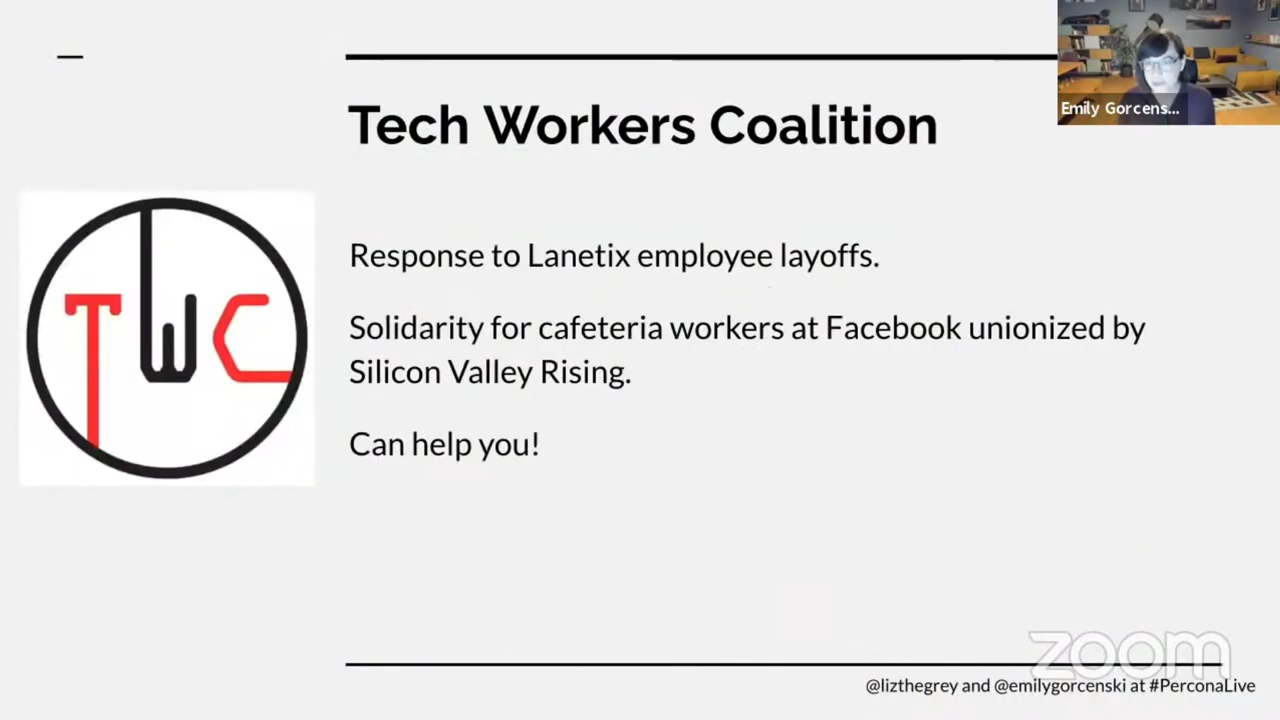 Tech Workers Coalition
Emily Gorcens...
TWC
Response to Lanetix employee layoffs.
Solidarity for cafeteria workers at Facebook unionized by
Silicon Valley Rising.
Can help you!
zoom
@lizthegrey and @emilygorcenski at #PerconaLive